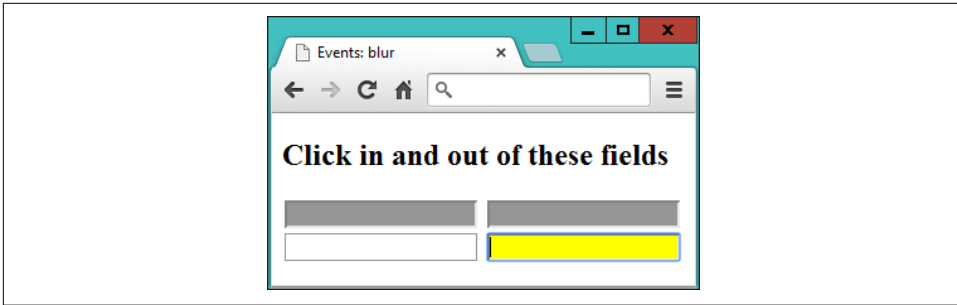 Events: blur
Click in and out of these fields